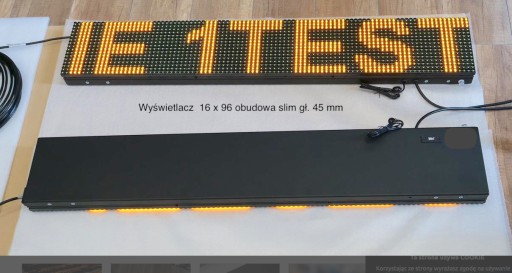 IE 1TEST
Wyświetlacz 16 x 96 obudowa slim gł. 45 mm